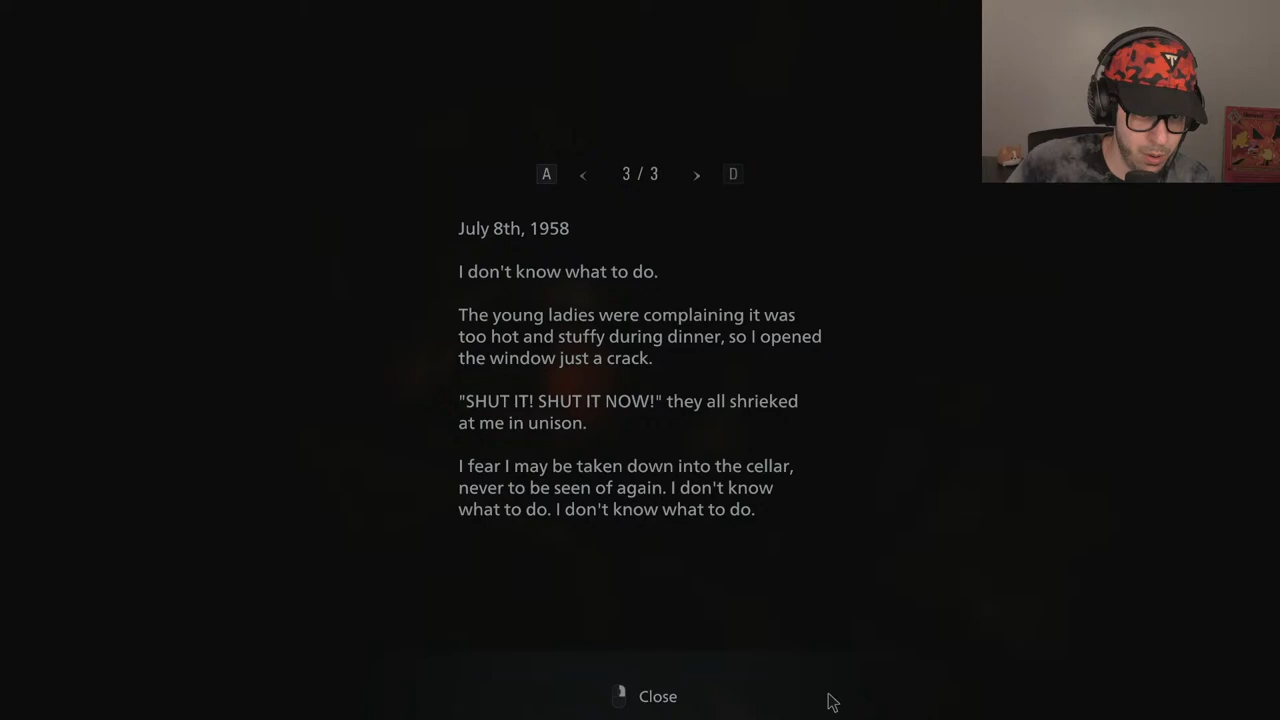 A < 3 / 3 > D
July 8th, 1958
I don't know what to do.
The young ladies were complaining it was
too hot and stuffy during dinner, so I opened
the window just a crack.
"SHUT IT! SHUT IT NOW!" they all shrieked
at me in unison.
I fear I may be taken down into the cellar,
never to be seen of again. I don't know
what to do. I don't know what to do.
Close